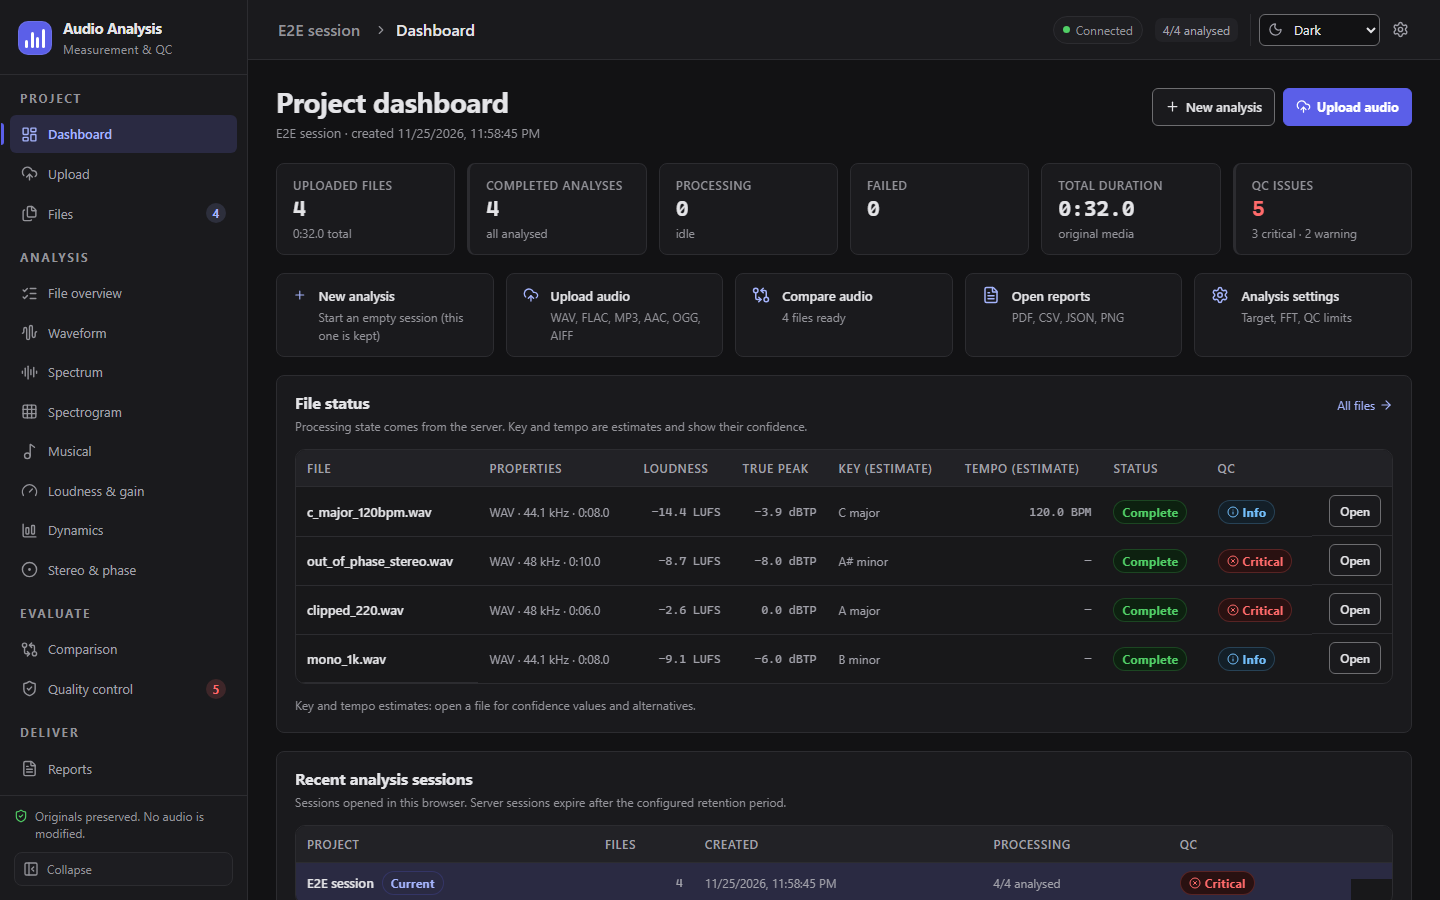 Audio Analysis
Measurement & QC
PROJECT
Dashboard
Upload
Files 4
ANALYSIS
File overview
Waveform
Spectrum
Spectrogram
Musical
Loudness & gain
Dynamics
Stereo & phase
EVALUATE
Comparison
Quality control 5
DELIVER
Reports
Originals preserved. No audio is
modified.
Collapse
E2E session > Dashboard
Connected
4/4 analysed
Dark
Project dashboard
E2E session · created 11/25/2026, 11:58:45 PM
+ New analysis
Upload audio
UPLOADED FILES
4
0:32.0 total
COMPLETED ANALYSES
4
all analysed
PROCESSING
0
idle
FAILED
0
TOTAL DURATION
0:32.0
original media
QC ISSUES
5
3 critical · 2 warning
New analysis
Start an empty session (this
one is kept)
Upload audio
WAV, FLAC, MP3, AAC, OGG,
AIFF
Compare audio
4 files ready
Open reports
PDF, CSV, JSON, PNG
Analysis settings
Target, FFT, QC limits
File status
All files →
Processing state comes from the server. Key and tempo are estimates and show their confidence.
FILE PROPERTIES LOUDNESS TRUE PEAK KEY (ESTIMATE) TEMPO (ESTIMATE) STATUS QC
c_major_120bpm.wav WAV · 44.1 kHz · 0:08.0 −14.4 LUFS −3.9 dBTP C major 120.0 BPM Complete Info Open
out_of_phase_stereo.wav WAV · 48 kHz · 0:10.0 −8.7 LUFS −8.0 dBTP A# minor — Complete Critical Open
clipped_220.wav WAV · 48 kHz · 0:06.0 −2.6 LUFS 0.0 dBTP A major — Complete Critical Open
mono_1k.wav WAV · 44.1 kHz · 0:08.0 −9.1 LUFS −6.0 dBTP B minor — Complete Info Open
Key and tempo estimates: open a file for confidence values and alternatives.
Recent analysis sessions
Sessions opened in this browser. Server sessions expire after the configured retention period.
PROJECT FILES CREATED PROCESSING QC
E2E session Current 4 11/25/2026, 11:58:45 PM 4/4 analysed Critical